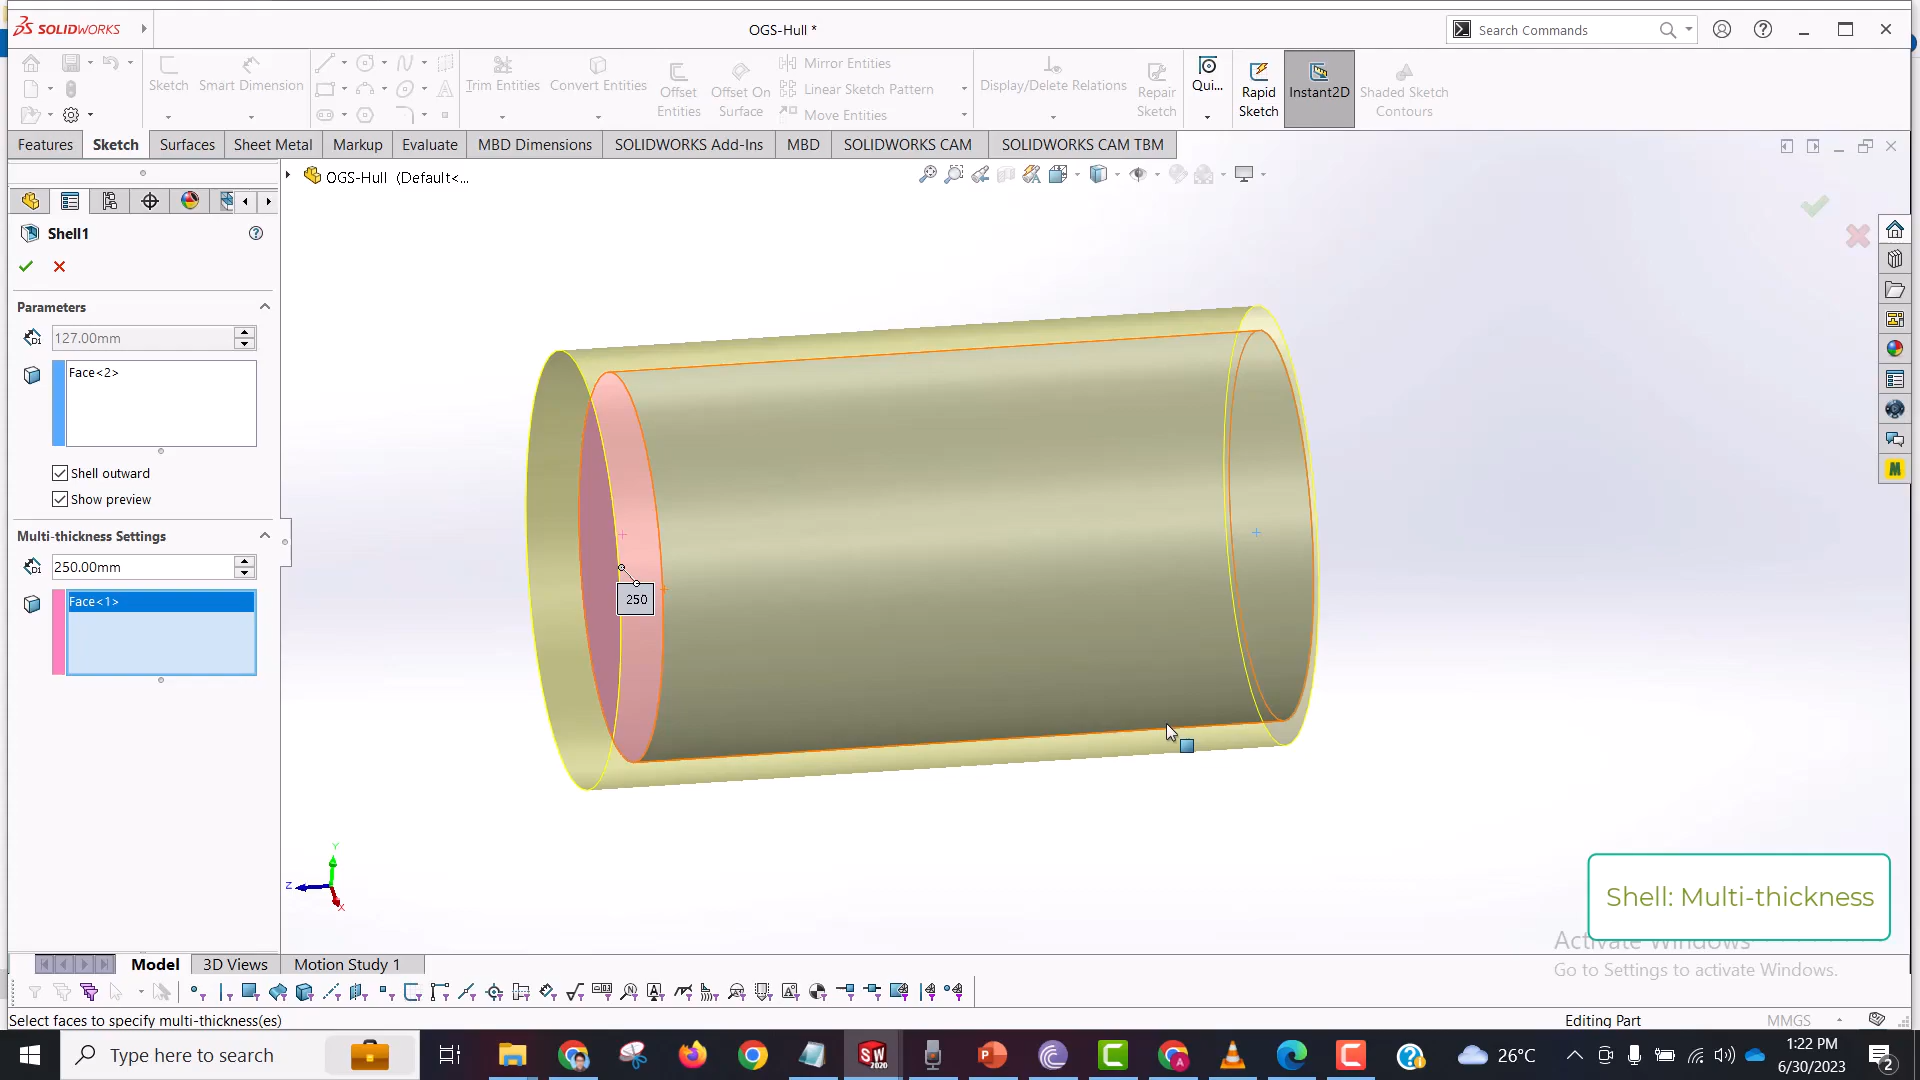 SOLIDWORKS
OGS-Hull *
Search Commands
Sketch
Smart Dimension
Trim Entities
Convert Entities
Offset Entities
Offset On Surface
Mirror Entities
Linear Sketch Pattern
Move Entities
Display/Delete Relations
Repair Sketch
Qui...
Rapid Sketch
Instant2D
Shaded Sketch Contours
Features
Sketch
Surfaces
Sheet Metal
Markup
Evaluate
MBD Dimensions
SOLIDWORKS Add-Ins
MBD
SOLIDWORKS CAM
SOLIDWORKS CAM TBM
OGS-Hull (Default<...
Shell1
Parameters
127.00mm
Face<2>
Shell outward
Show preview
Multi-thickness Settings
250.00mm
Face<1>
250
Y
Z
X
Shell: Multi-thickness
Activate Windows
Go to Settings to activate Windows.
Model
3D Views
Motion Study 1
Select faces to specify multi-thickness(es)
Editing Part
MMGS
Type here to search
SW
2020
26°C
1:22 PM
6/30/2023
2